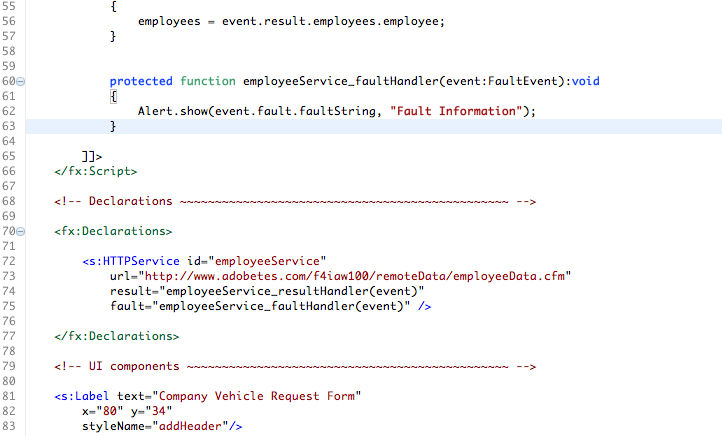 55 {
56 employees = event.result.employees.employee;
57 }
58
59
60 protected function employeeService_faultHandler(event:FaultEvent):void
61 {
62 Alert.show(event.fault.faultString, "Fault Information");
63 }
64
65 ]]>
66 </fx:Script>
67
68 <!-- Declarations ~~~~~~~~~~~~~~~~~~~~~~~~~~~~~~~~~~~~~~~~~~~~~~~ -->
69
70 <fx:Declarations>
71
72 <s:HTTPService id="employeeService"
73 url="http://www.adobetes.com/f4iaw100/remoteData/employeeData.cfm"
74 result="employeeService_resultHandler(event)"
75 fault="employeeService_faultHandler(event)" />
76
77 </fx:Declarations>
78
79 <!-- UI components ~~~~~~~~~~~~~~~~~~~~~~~~~~~~~~~~~~~~~~~~~~~~~~ -->
80
81 <s:Label text="Company Vehicle Request Form"
82 x="80" y="34"
83 styleName="addHeader"/>